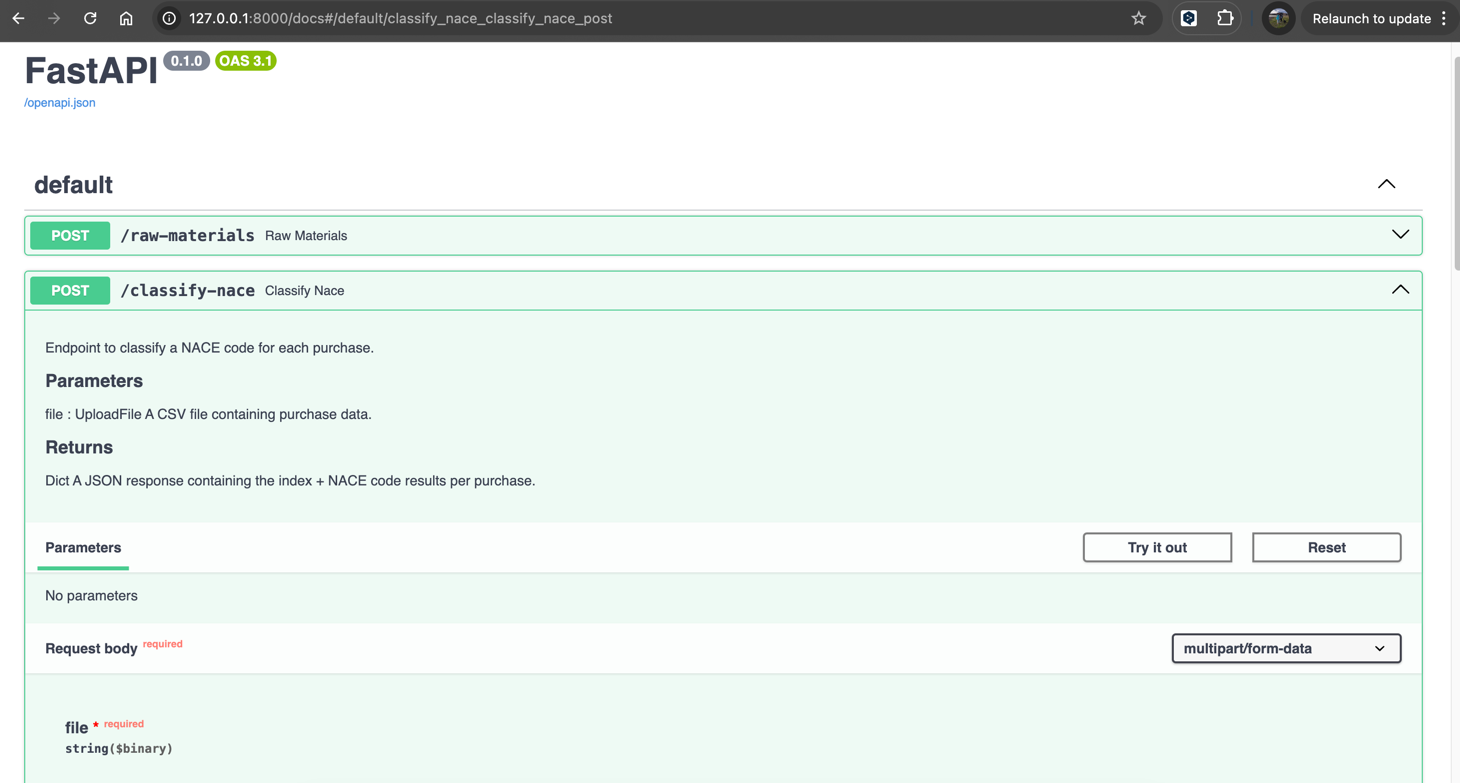 127.0.0.1:8000/docs#/default/classify_nace_classify_nace_post
Relaunch to update
FastAPI 0.1.0 OAS 3.1
/openapi.json
default
POST /raw-materials Raw Materials
POST /classify-nace Classify Nace
Endpoint to classify a NACE code for each purchase.
Parameters
file : UploadFile A CSV file containing purchase data.
Returns
Dict A JSON response containing the index + NACE code results per purchase.
Parameters
Try it out
Reset
No parameters
Request body required
multipart/form-data
file * required
string($binary)